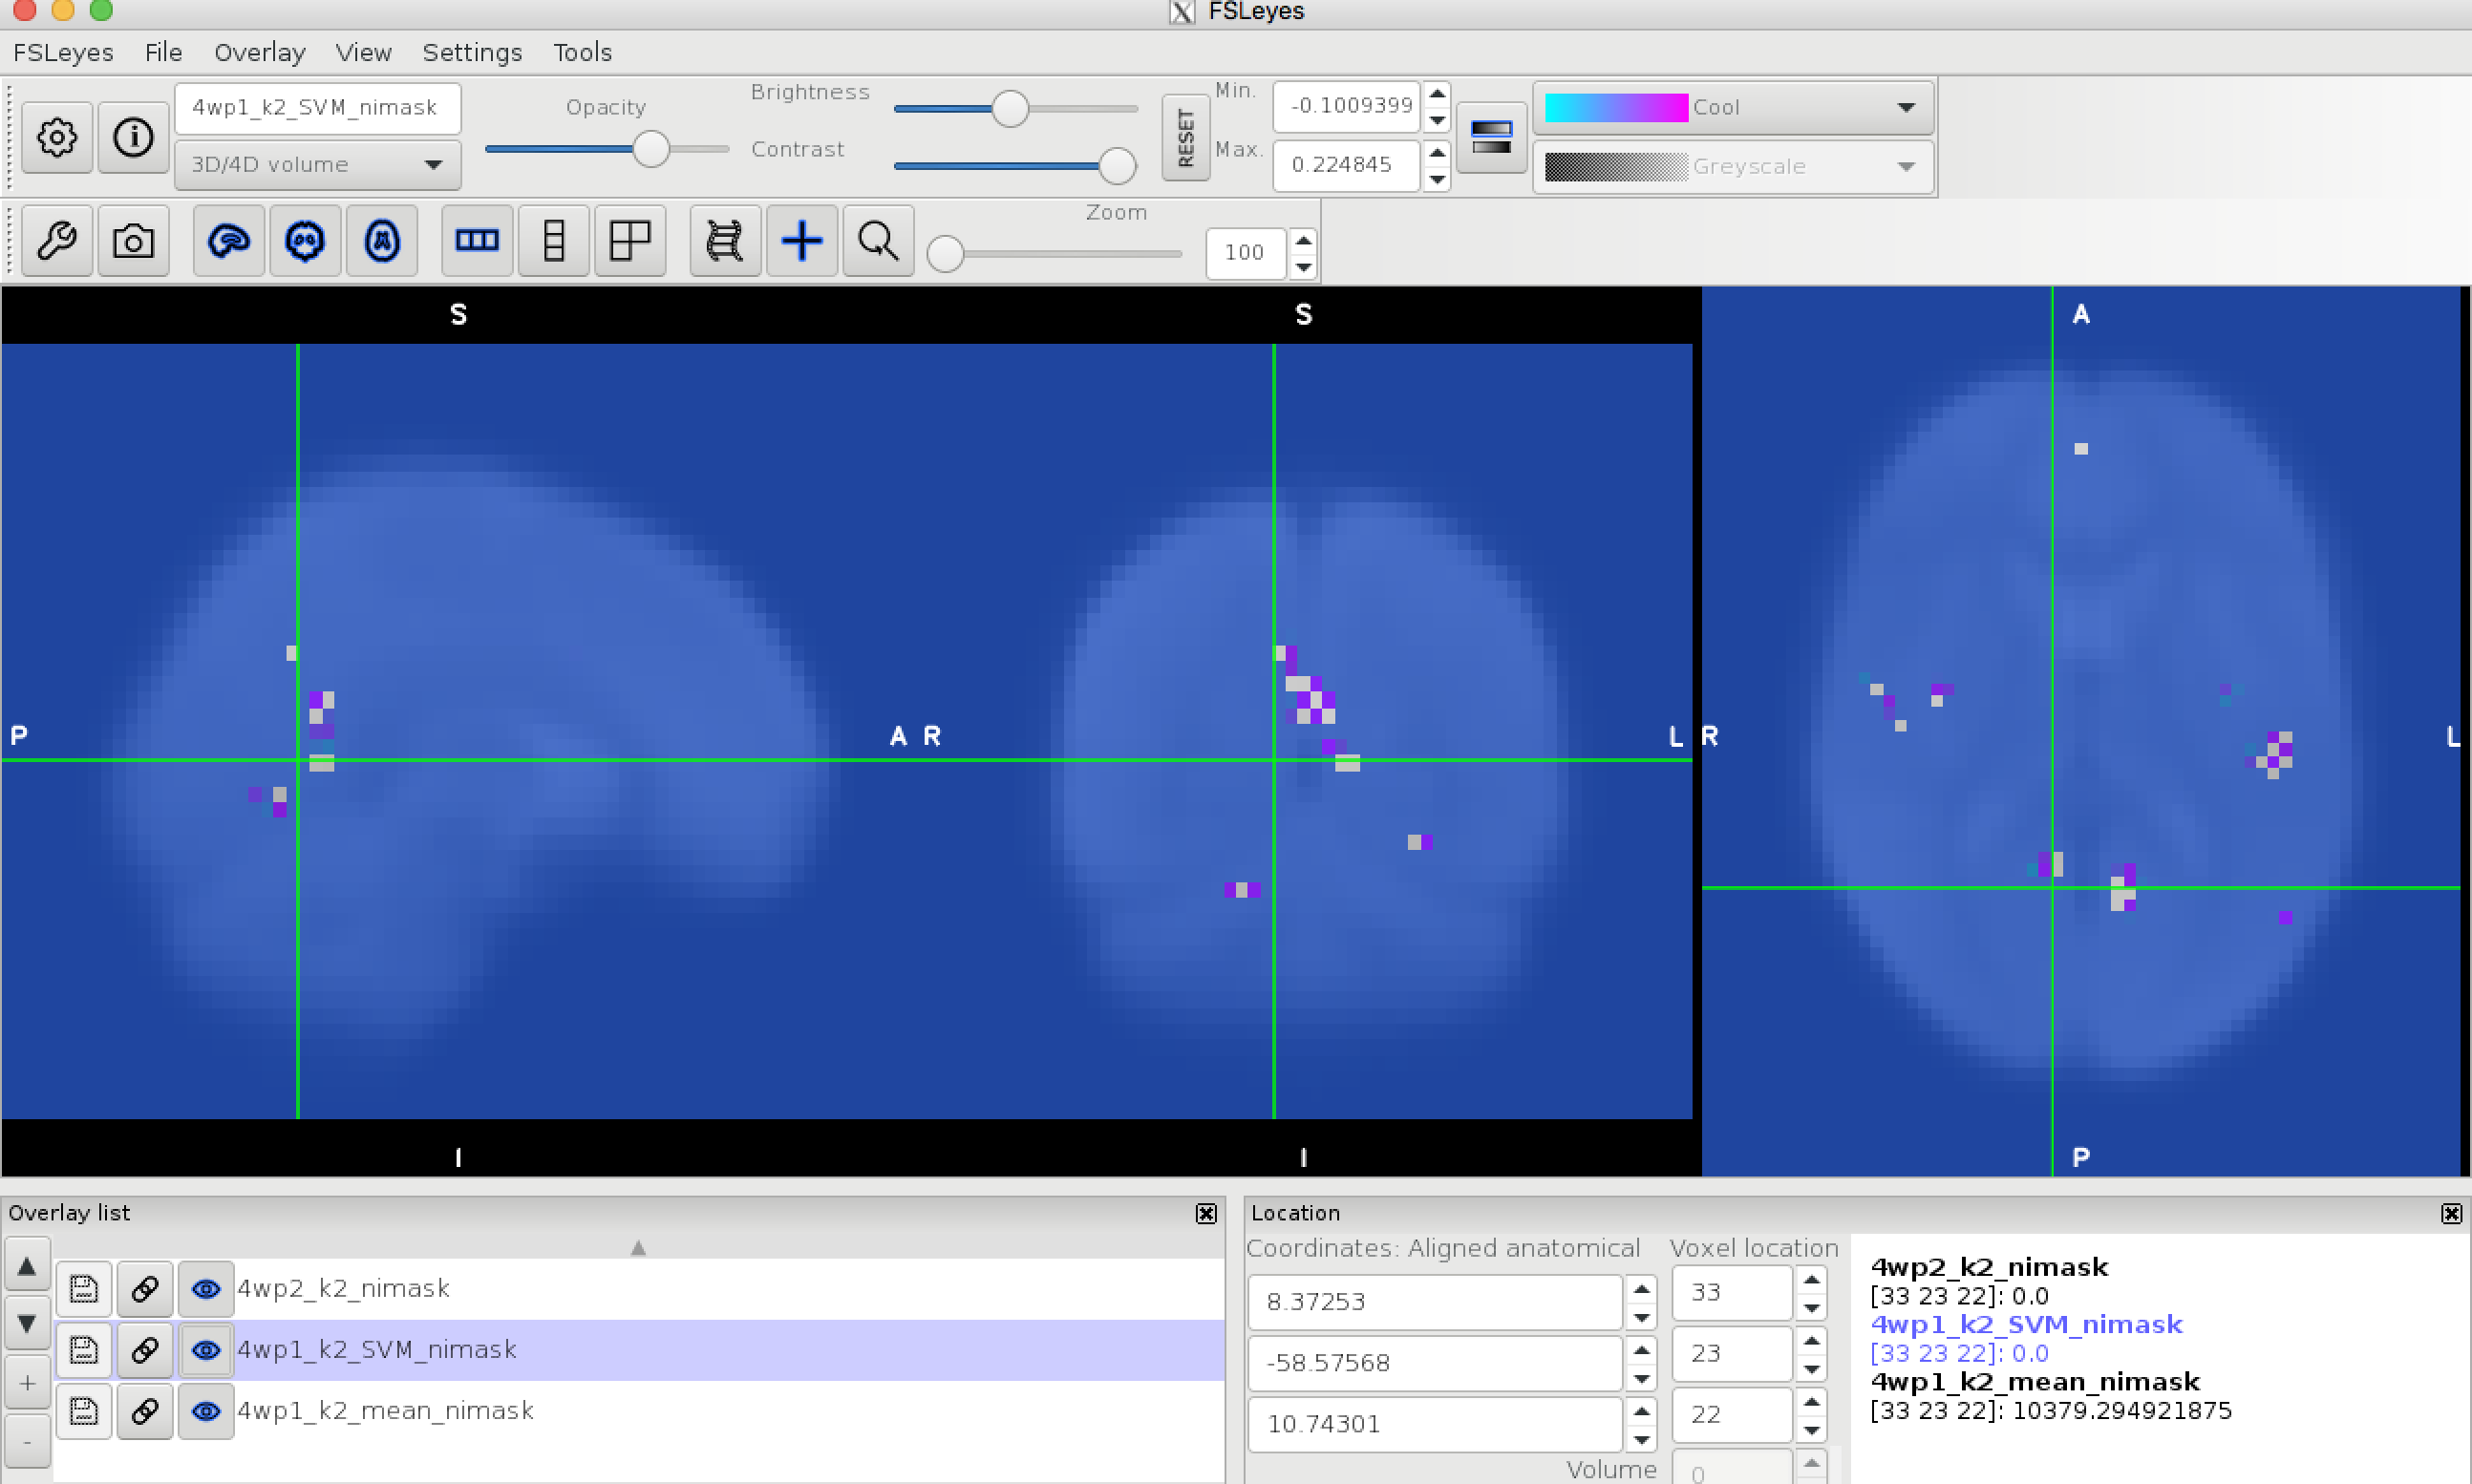 FSLeyes
FSLeyes File Overlay View Settings Tools
4wp1_k2_SVM_nimask
3D/4D volume
Opacity
Brightness
Contrast
RESET
Min. -0.1009399
Max. 0.224845
Cool
Greyscale
Zoom
100
S S A
P A R L R L
I I P
Overlay list
4wp2_k2_nimask
4wp1_k2_SVM_nimask
4wp1_k2_mean_nimask
+
-
Location
Coordinates: Aligned anatomical Voxel location
8.37253 33
-58.57568 23
10.74301 22
Volume 0
4wp2_k2_nimask
[33 23 22]: 0.0
4wp1_k2_SVM_nimask
[33 23 22]: 0.0
4wp1_k2_mean_nimask
[33 23 22]: 10379.294921875